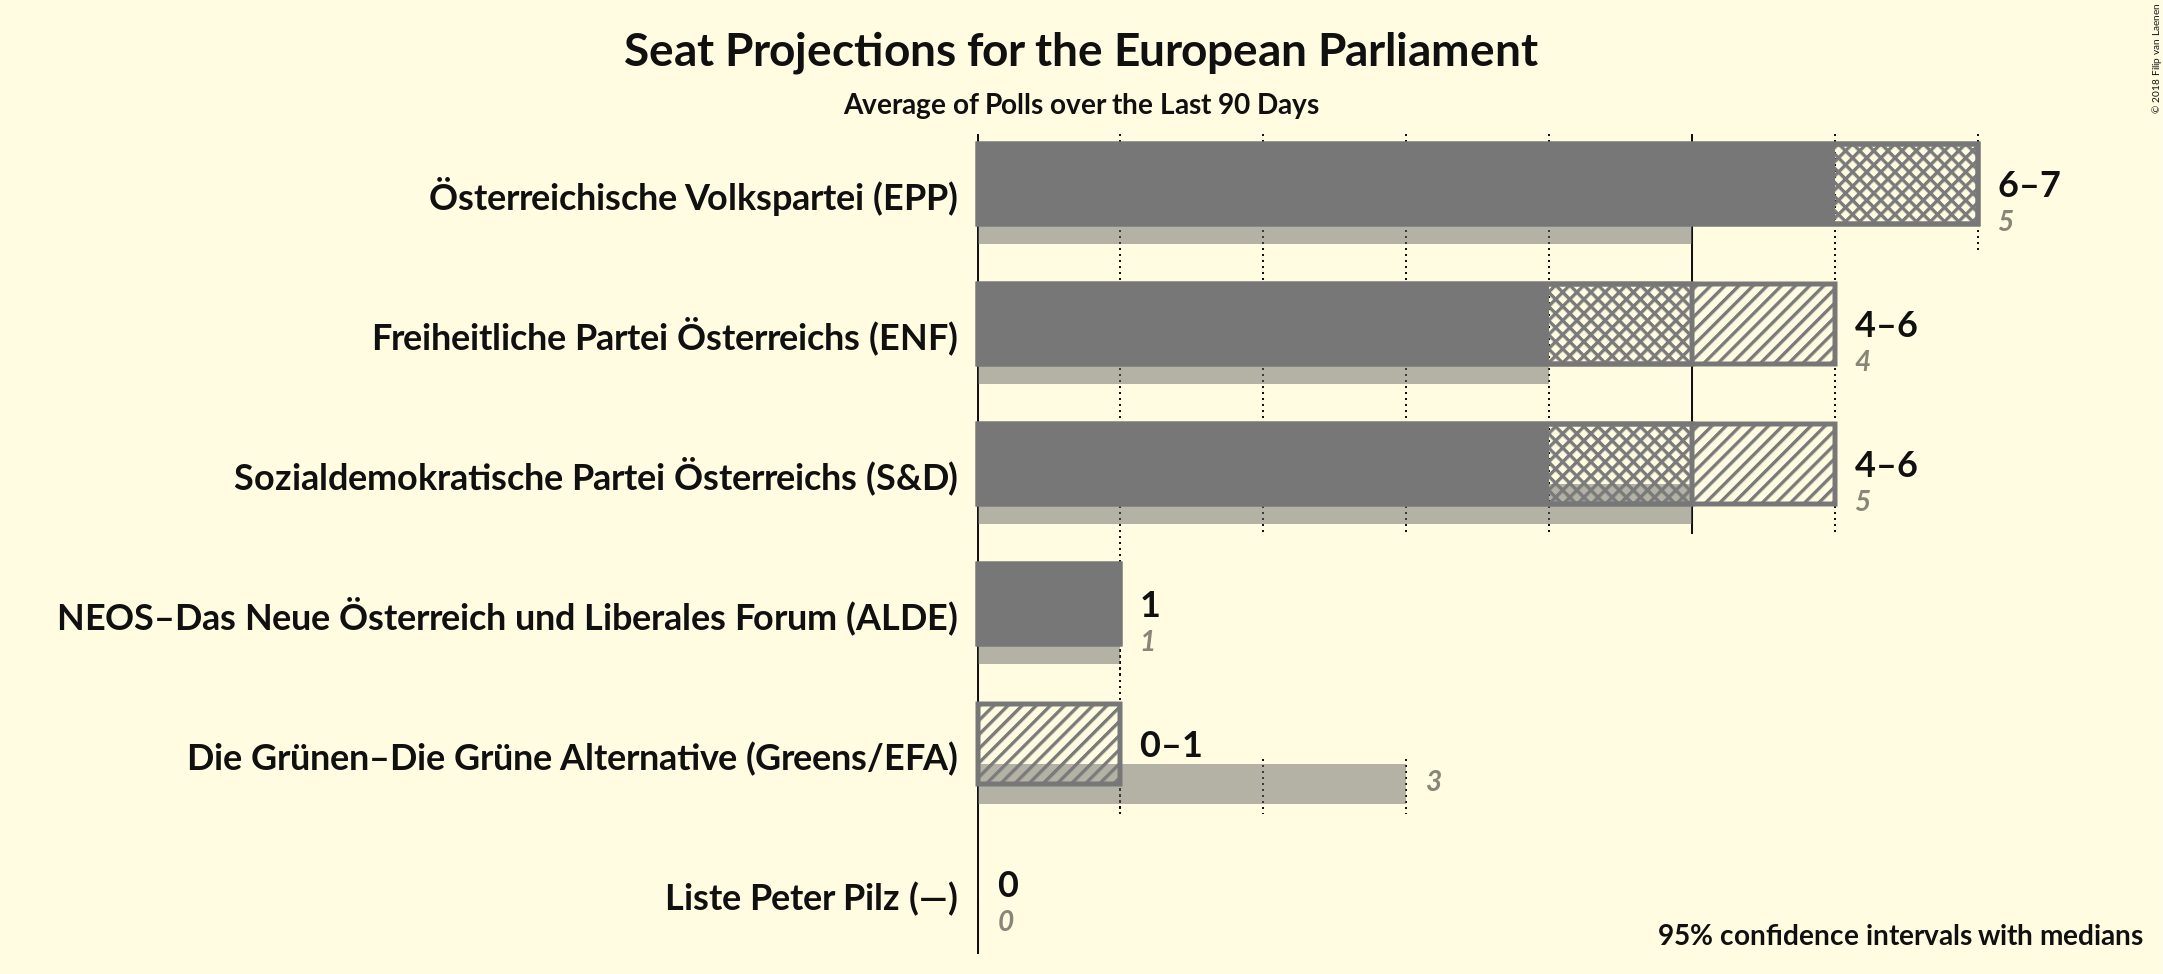 Seat Projections for the European Parliament
Average of Polls over the Last 90 Days
© 2018 Filip van Laenen
Österreichische Volkspartei (EPP)
6–7
5
Freiheitliche Partei Österreichs (ENF)
4–6
4
Sozialdemokratische Partei Österreichs (S&D)
4–6
5
NEOS–Das Neue Österreich und Liberales Forum (ALDE)
1
1
Die Grünen–Die Grüne Alternative (Greens/EFA)
0–1
3
Liste Peter Pilz (—)
0
0
95% confidence intervals with medians